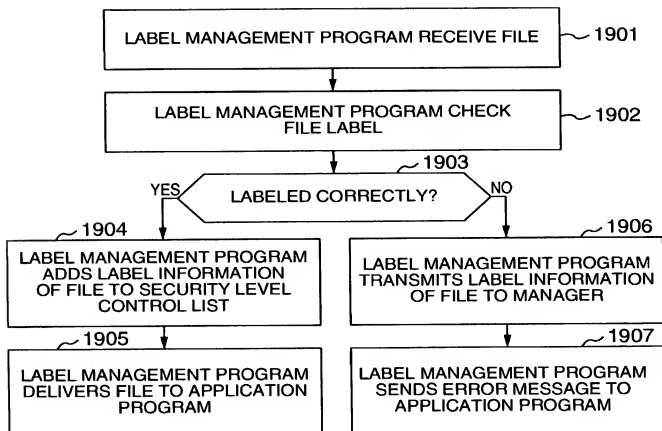 LABEL MANAGEMENT PROGRAM RECEIVE FILE
1901
LABEL MANAGEMENT PROGRAM CHECK
FILE LABEL
1902
1903
YES
LABELED CORRECTLY?
NO
1904
LABEL MANAGEMENT PROGRAM
ADDS LABEL INFORMATION
OF FILE TO SECURITY LEVEL
CONTROL LIST
1906
LABEL MANAGEMENT PROGRAM
TRANSMITS LABEL INFORMATION
OF FILE TO MANAGER
1905
LABEL MANAGEMENT PROGRAM
DELIVERS FILE TO APPLICATION
PROGRAM
1907
LABEL MANAGEMENT PROGRAM
SENDS ERROR MESSAGE TO
APPLICATION PROGRAM